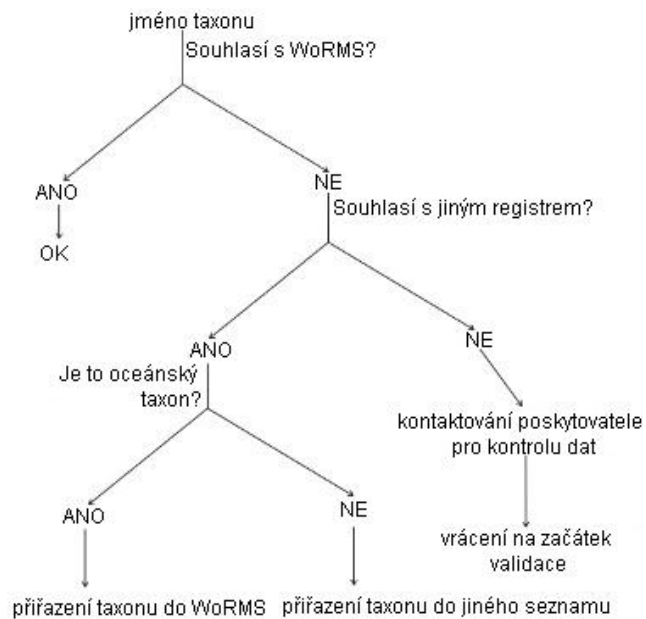 jméno taxonu
Souhlasí s WoRMS?
ANO
NE
OK
Souhlasí s jiným registrem?
ANO
NE
Je to oceánský
taxon?
kontaktování poskytovatele
pro kontrolu dat
ANO
NE
vrácení na začátek
validace
přiřazení taxonu do WoRMS
přiřazení taxonu do jiného seznamu